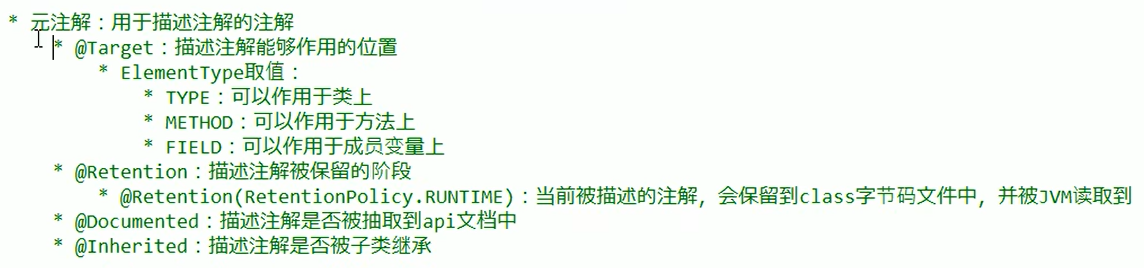 * 元注解：用于描述注解的注解
* @Target：描述注解能够作用的位置
* ElementType取值：
* TYPE：可以作用于类上
* METHOD：可以作用于方法上
* FIELD：可以作用于成员变量上
* @Retention：描述注解被保留的阶段
* @Retention(RetentionPolicy.RUNTIME)：当前被描述的注解，会保留到class字节码文件中，并被JVM读取到
* @Documented：描述注解是否被抽取到api文档中
* @Inherited：描述注解是否被子类继承